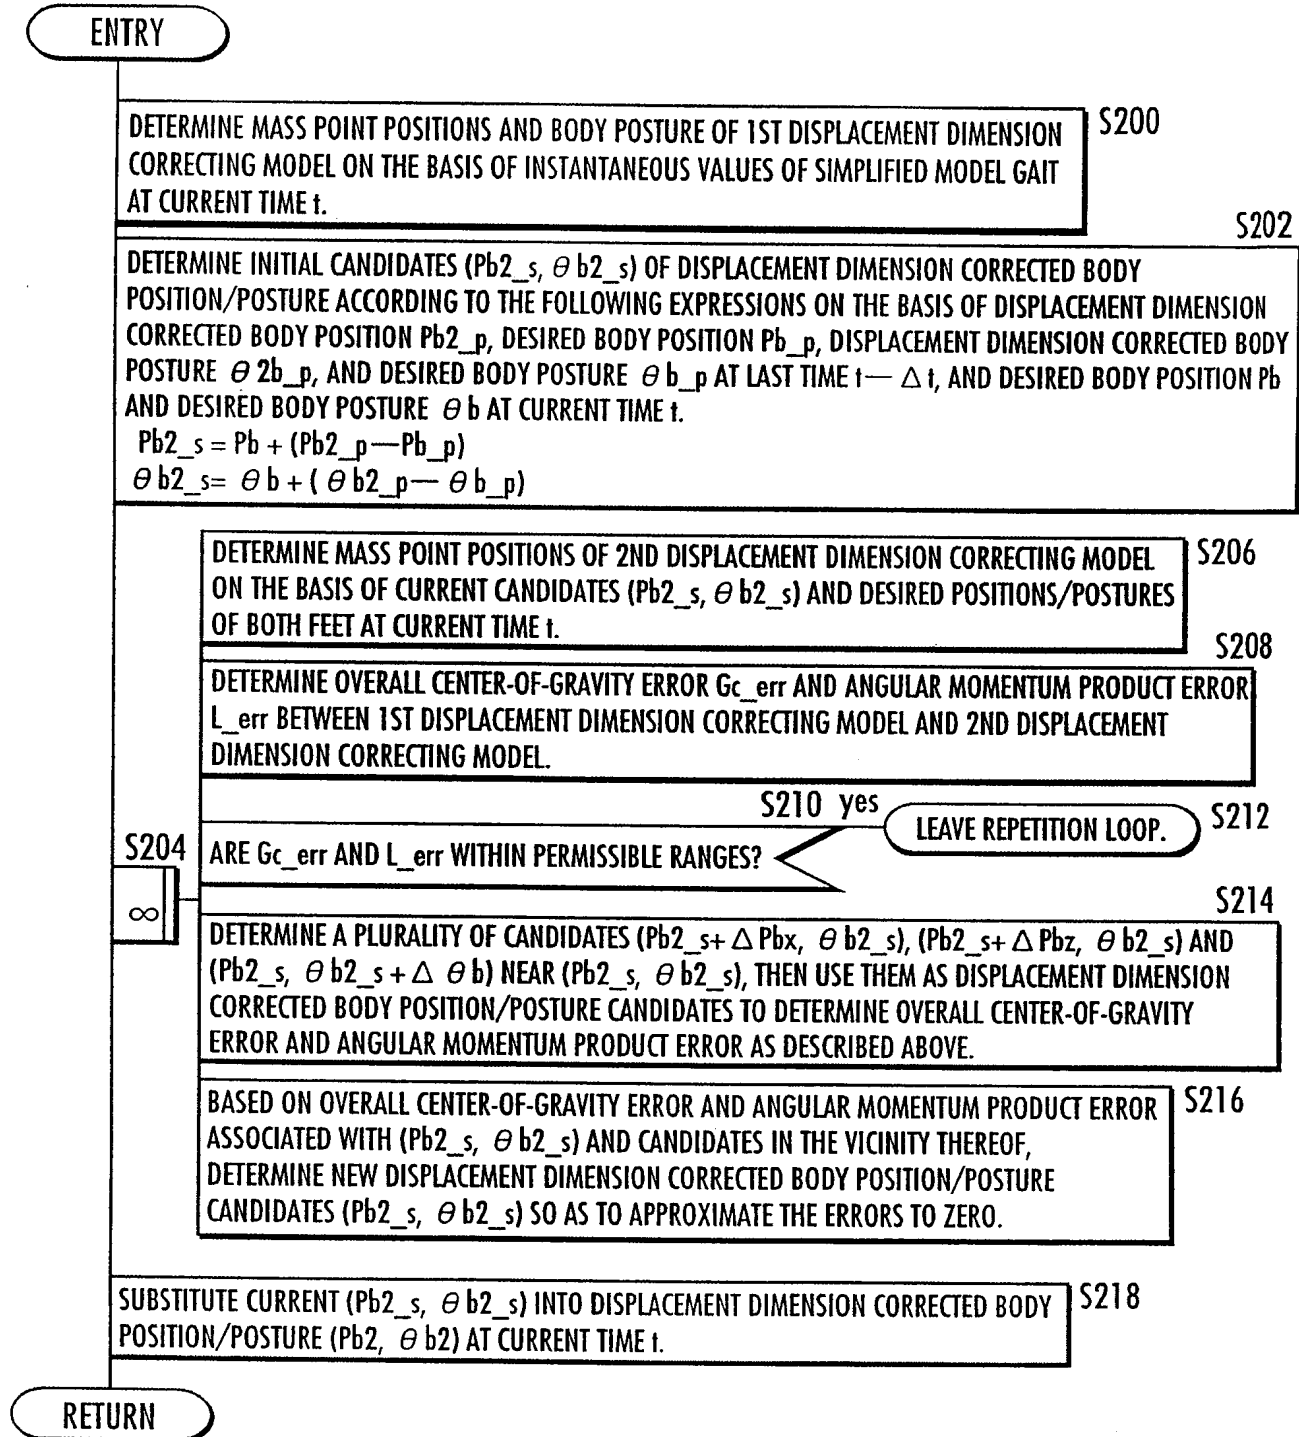 ENTRY
S200
DETERMINE MASS POINT POSITIONS AND BODY POSTURE OF 1ST DISPLACEMENT DIMENSION
CORRECTING MODEL ON THE BASIS OF INSTANTANEOUS VALUES OF SIMPLIFIED MODEL GAIT
AT CURRENT TIME t.
S202
DETERMINE INITIAL CANDIDATES (Pb2_s, θ b2_s) OF DISPLACEMENT DIMENSION CORRECTED BODY
POSITION/POSTURE ACCORDING TO THE FOLLOWING EXPRESSIONS ON THE BASIS OF DISPLACEMENT DIMENSION
CORRECTED BODY POSITION Pb2_p, DESIRED BODY POSITION Pb_p, DISPLACEMENT DIMENSION CORRECTED BODY
POSTURE θ 2b_p, AND DESIRED BODY POSTURE θ b_p AT LAST TIME t— Δ t, AND DESIRED BODY POSITION Pb
AND DESIRED BODY POSTURE θ b AT CURRENT TIME t.
Pb2_s = Pb + (Pb2_p—Pb_p)
θ b2_s= θ b + ( θ b2_p— θ b_p)
S206
DETERMINE MASS POINT POSITIONS OF 2ND DISPLACEMENT DIMENSION CORRECTING MODEL
ON THE BASIS OF CURRENT CANDIDATES (Pb2_s, θ b2_s) AND DESIRED POSITIONS/POSTURES
OF BOTH FEET AT CURRENT TIME t.
S208
DETERMINE OVERALL CENTER-OF-GRAVITY ERROR Gc_err AND ANGULAR MOMENTUM PRODUCT ERROR
L_err BETWEEN 1ST DISPLACEMENT DIMENSION CORRECTING MODEL AND 2ND DISPLACEMENT
DIMENSION CORRECTING MODEL.
S210 yes
LEAVE REPETITION LOOP.
S212
S204
ARE Gc_err AND L_err WITHIN PERMISSIBLE RANGES?
∞
S214
DETERMINE A PLURALITY OF CANDIDATES (Pb2_s+ Δ Pbx, θ b2_s), (Pb2_s+ Δ Pbz, θ b2_s) AND
(Pb2_s, θ b2_s + Δ θ b) NEAR (Pb2_s, θ b2_s), THEN USE THEM AS DISPLACEMENT DIMENSION
CORRECTED BODY POSITION/POSTURE CANDIDATES TO DETERMINE OVERALL CENTER-OF-GRAVITY
ERROR AND ANGULAR MOMENTUM PRODUCT ERROR AS DESCRIBED ABOVE.
S216
BASED ON OVERALL CENTER-OF-GRAVITY ERROR AND ANGULAR MOMENTUM PRODUCT ERROR
ASSOCIATED WITH (Pb2_s, θ b2_s) AND CANDIDATES IN THE VICINITY THEREOF,
DETERMINE NEW DISPLACEMENT DIMENSION CORRECTED BODY POSITION/POSTURE
CANDIDATES (Pb2_s, θ b2_s) SO AS TO APPROXIMATE THE ERRORS TO ZERO.
S218
SUBSTITUTE CURRENT (Pb2_s, θ b2_s) INTO DISPLACEMENT DIMENSION CORRECTED BODY
POSITION/POSTURE (Pb2, θ b2) AT CURRENT TIME t.
RETURN